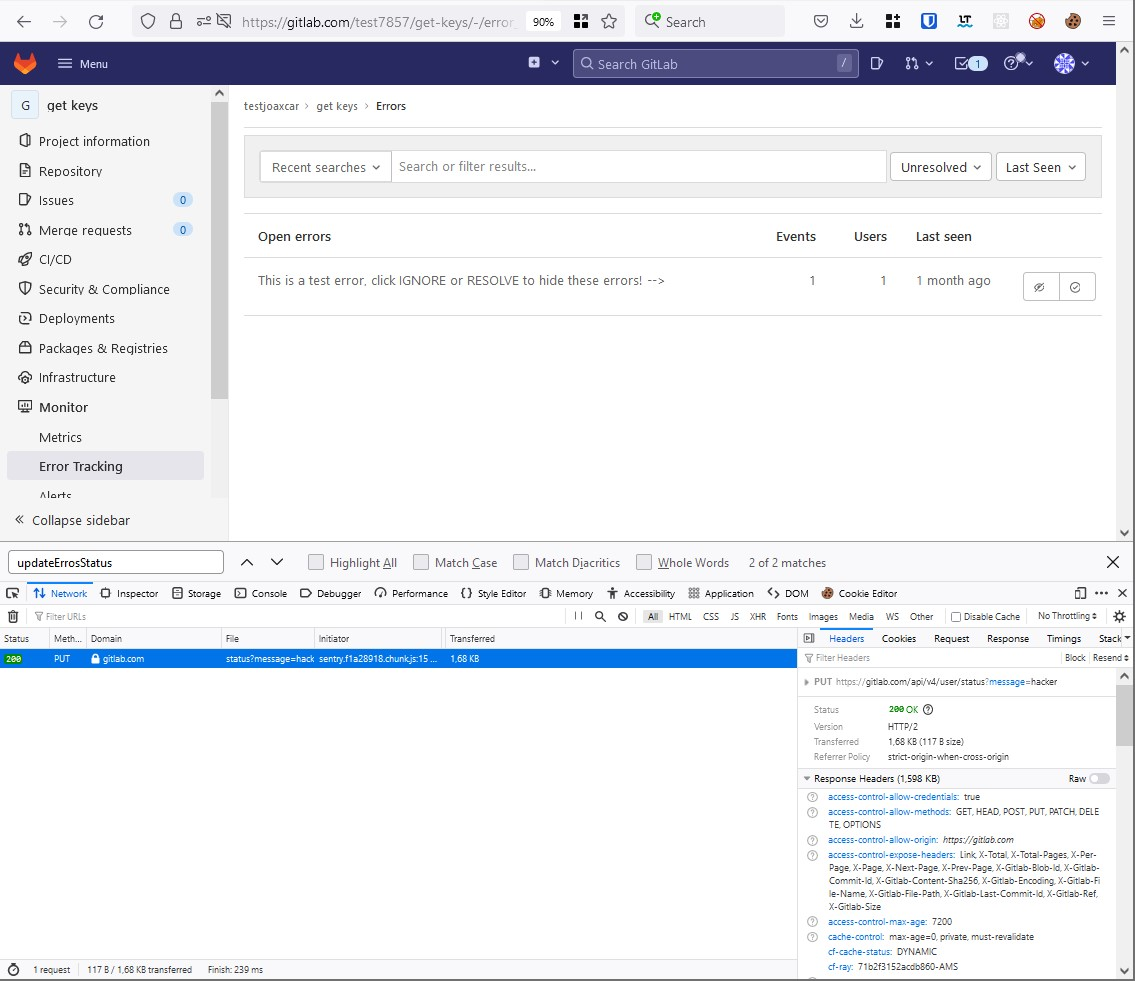 https://gitlab.com/test7857/get-keys/-/error 90% Search
Menu Search GitLab / 1
G get keys
testjoaxcar > get keys > Errors
Project information
Repository
Issues 0
Merge requests 0
CI/CD
Security & Compliance
Deployments
Packages & Registries
Infrastructure
Monitor
Metrics
Error Tracking
Alerts
Collapse sidebar
Recent searches Search or filter results... Unresolved Last Seen
Open errors Events Users Last seen
This is a test error, click IGNORE or RESOLVE to hide these errors! --> 1 1 1 month ago
updateErrosStatus Highlight All Match Case Match Diacritics Whole Words 2 of 2 matches
Network Inspector Storage Console Debugger Performance Style Editor Memory Accessibility Application DOM Cookie Editor
Filter URLs All HTML CSS JS XHR Fonts Images Media WS Other Disable Cache No Throttling
Status Meth... Domain File Initiator Transferred
200 PUT gitlab.com status?message=hack sentry.f1a28918.chunk.js:15 ... 1,68 KB
Headers Cookies Request Response Timings Stack
Filter Headers Block Resend
PUT https://gitlab.com/api/v4/user/status?message=hacker
Status 200 OK
Version HTTP/2
Transferred 1,68 KB (117 B size)
Referrer Policy strict-origin-when-cross-origin
Response Headers (1,598 KB) Raw
access-control-allow-credentials: true
access-control-allow-methods: GET, HEAD, POST, PUT, PATCH, DELE
TE, OPTIONS
access-control-allow-origin: https://gitlab.com
access-control-expose-headers: Link, X-Total, X-Total-Pages, X-Per-
Page, X-Page, X-Next-Page, X-Prev-Page, X-Gitlab-Blob-Id, X-Gitlab-
Commit-Id, X-Gitlab-Content-Sha256, X-Gitlab-Encoding, X-Gitlab-Fi
le-Name, X-Gitlab-File-Path, X-Gitlab-Last-Commit-Id, X-Gitlab-Ref,
X-Gitlab-Size
access-control-max-age: 7200
cache-control: max-age=0, private, must-revalidate
cf-cache-status: DYNAMIC
cf-ray: 71b2f3152acdb860-AMS
1 request 117 B / 1,68 KB transferred Finish: 239 ms